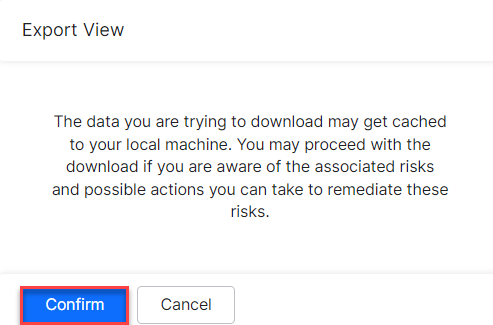 Export View
The data you are trying to download may get cached
to your local machine. You may proceed with the
download if you are aware of the associated risks
and possible actions you can take to remediate these
risks.
Confirm
Cancel